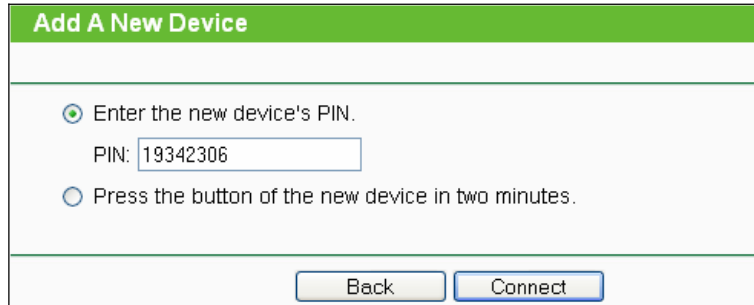 Add A New Device
Enter the new device's PIN.
PIN: 19342306
Press the button of the new device in two minutes.
Back Connect